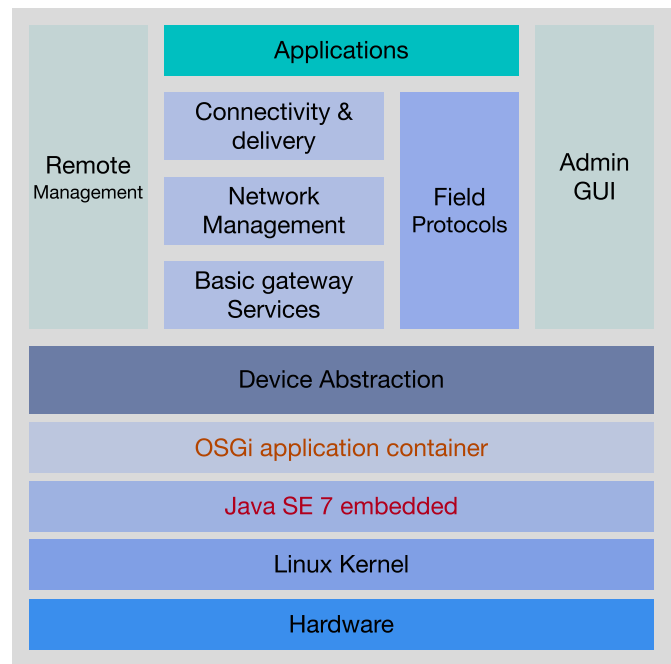 Remote
Management
Applications
Connectivity &
delivery
Network
Management
Basic gateway
Services
Field
Protocols
Admin
GUI
Device Abstraction
OSGi application container
Java SE 7 embedded
Linux Kernel
Hardware